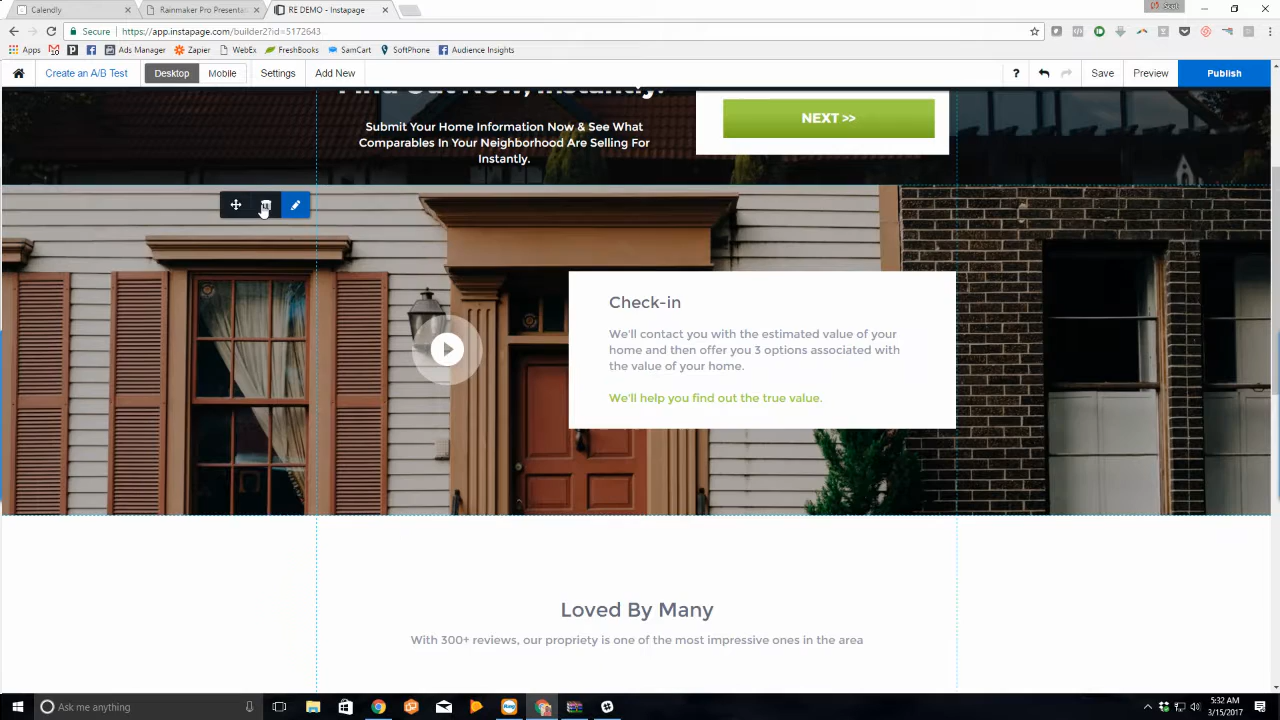 Calendly
Rainmaker Pro Presenta
RE DEMO - Instapage
Secure
https://app.instapage.com/builder2?id=5172643
Apps
Ads Manager
Zapier
WebEx
FreshBooks
SamCart
SoftPhone
Audience Insights
Create an A/B Test
Desktop
Mobile
Settings
Add New
?
Save
Preview
Publish
Find Out Now, Instantly.
Submit Your Home Information Now & See What
Comparables In Your Neighborhood Are Selling For
Instantly.
NEXT >>
Check-in
We'll contact you with the estimated value of your
home and then offer you 3 options associated with
the value of your home.
We'll help you find out the true value.
Loved By Many
With 300+ reviews, our propriety is one of the most impressive ones in the area
Ask me anything
5:32 AM
3/15/2017